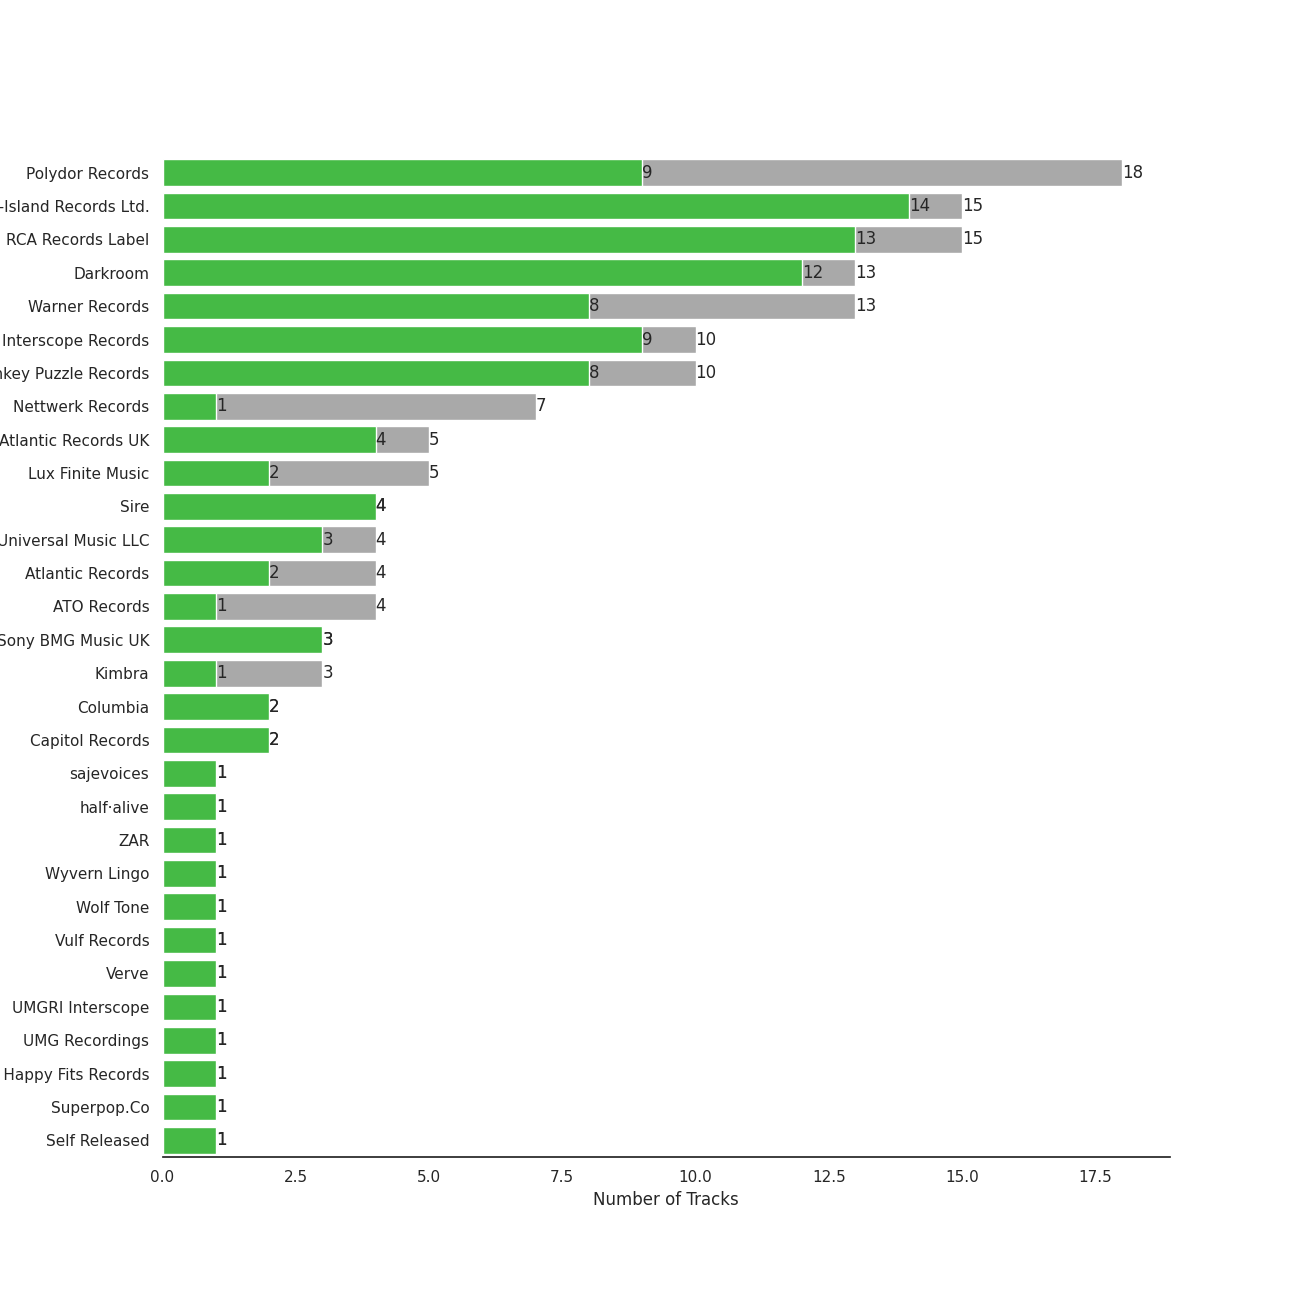 Polydor Records 9 18
-Island Records Ltd. 14 15
RCA Records Label 13 15
Darkroom 12 13
Warner Records 8 13
Interscope Records 9 10
nkey Puzzle Records 8 10
Nettwerk Records 1 7
Atlantic Records UK 4 5
Lux Finite Music 2 5
Sire 4
Universal Music LLC 3 4
Atlantic Records 2 4
ATO Records 1 4
Sony BMG Music UK 3
Kimbra 1 3
Columbia 2
Capitol Records 2
sajevoices 1
half·alive 1
ZAR 1
Wyvern Lingo 1
Wolf Tone 1
Vulf Records 1
Verve 1
UMGRI Interscope 1
UMG Recordings 1
Happy Fits Records 1
Superpop.Co 1
Self Released 1
0.0 2.5 5.0 7.5 10.0 12.5 15.0 17.5
Number of Tracks